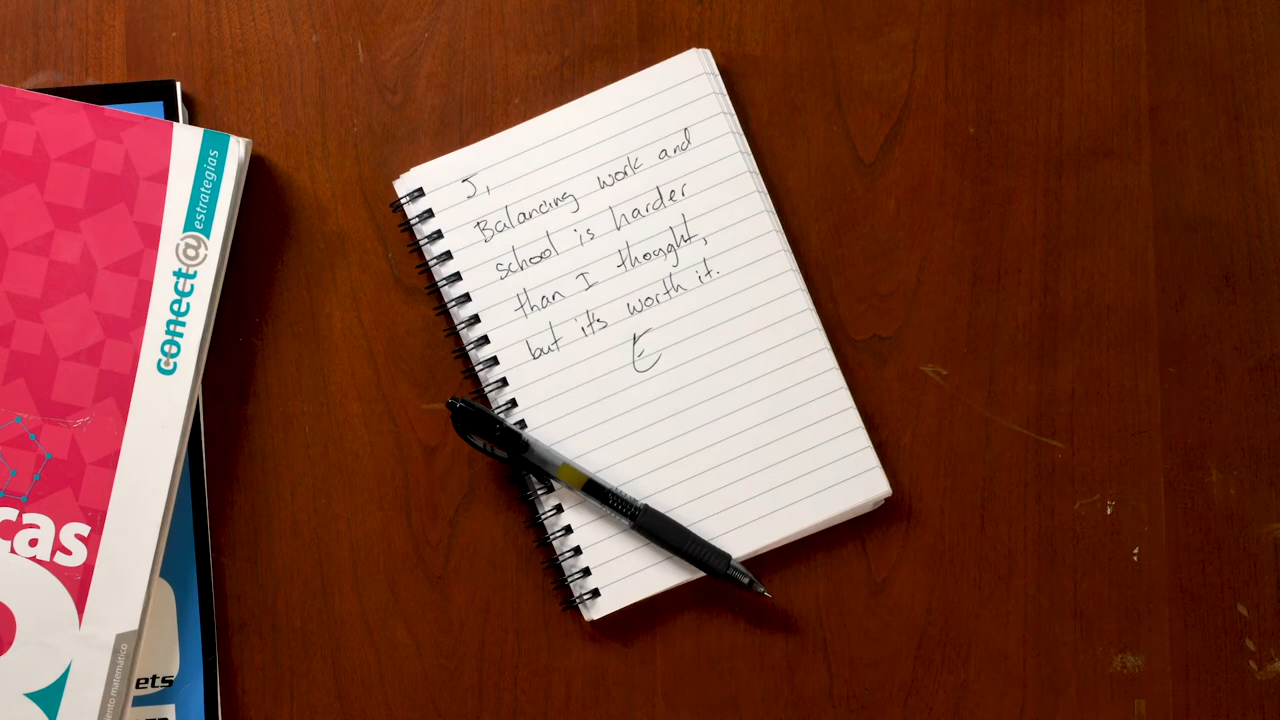 J,
Balancing work and
school is harder
than I thought,
but it's worth it.
E
conect@estrategias
cas
ets